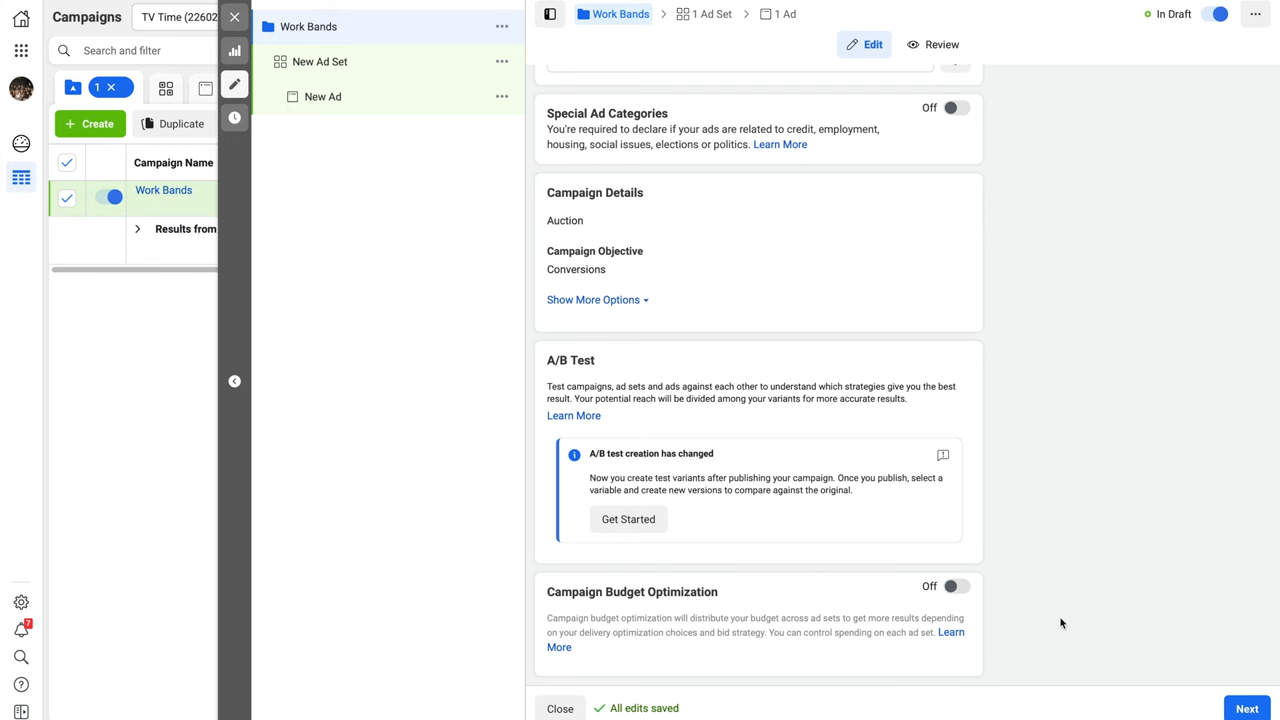 Campaigns
TV Time (22602
Search and filter
1
Create
Duplicate
Campaign Name
Work Bands
Results from
7
Work Bands
New Ad Set
New Ad
Work Bands
1 Ad Set
1 Ad
In Draft
Edit
Review
Special Ad Categories
Off
You're required to declare if your ads are related to credit, employment,
housing, social issues, elections or politics. Learn More
Campaign Details
Auction
Campaign Objective
Conversions
Show More Options
A/B Test
Test campaigns, ad sets and ads against each other to understand which strategies give you the best
result. Your potential reach will be divided among your variants for more accurate results.
Learn More
A/B test creation has changed
Now you create test variants after publishing your campaign. Once you publish, select a
variable and create new versions to compare against the original.
Get Started
Campaign Budget Optimization
Off
Campaign budget optimization will distribute your budget across ad sets to get more results depending
on your delivery optimization choices and bid strategy. You can control spending on each ad set. Learn
More
Close
All edits saved
Next